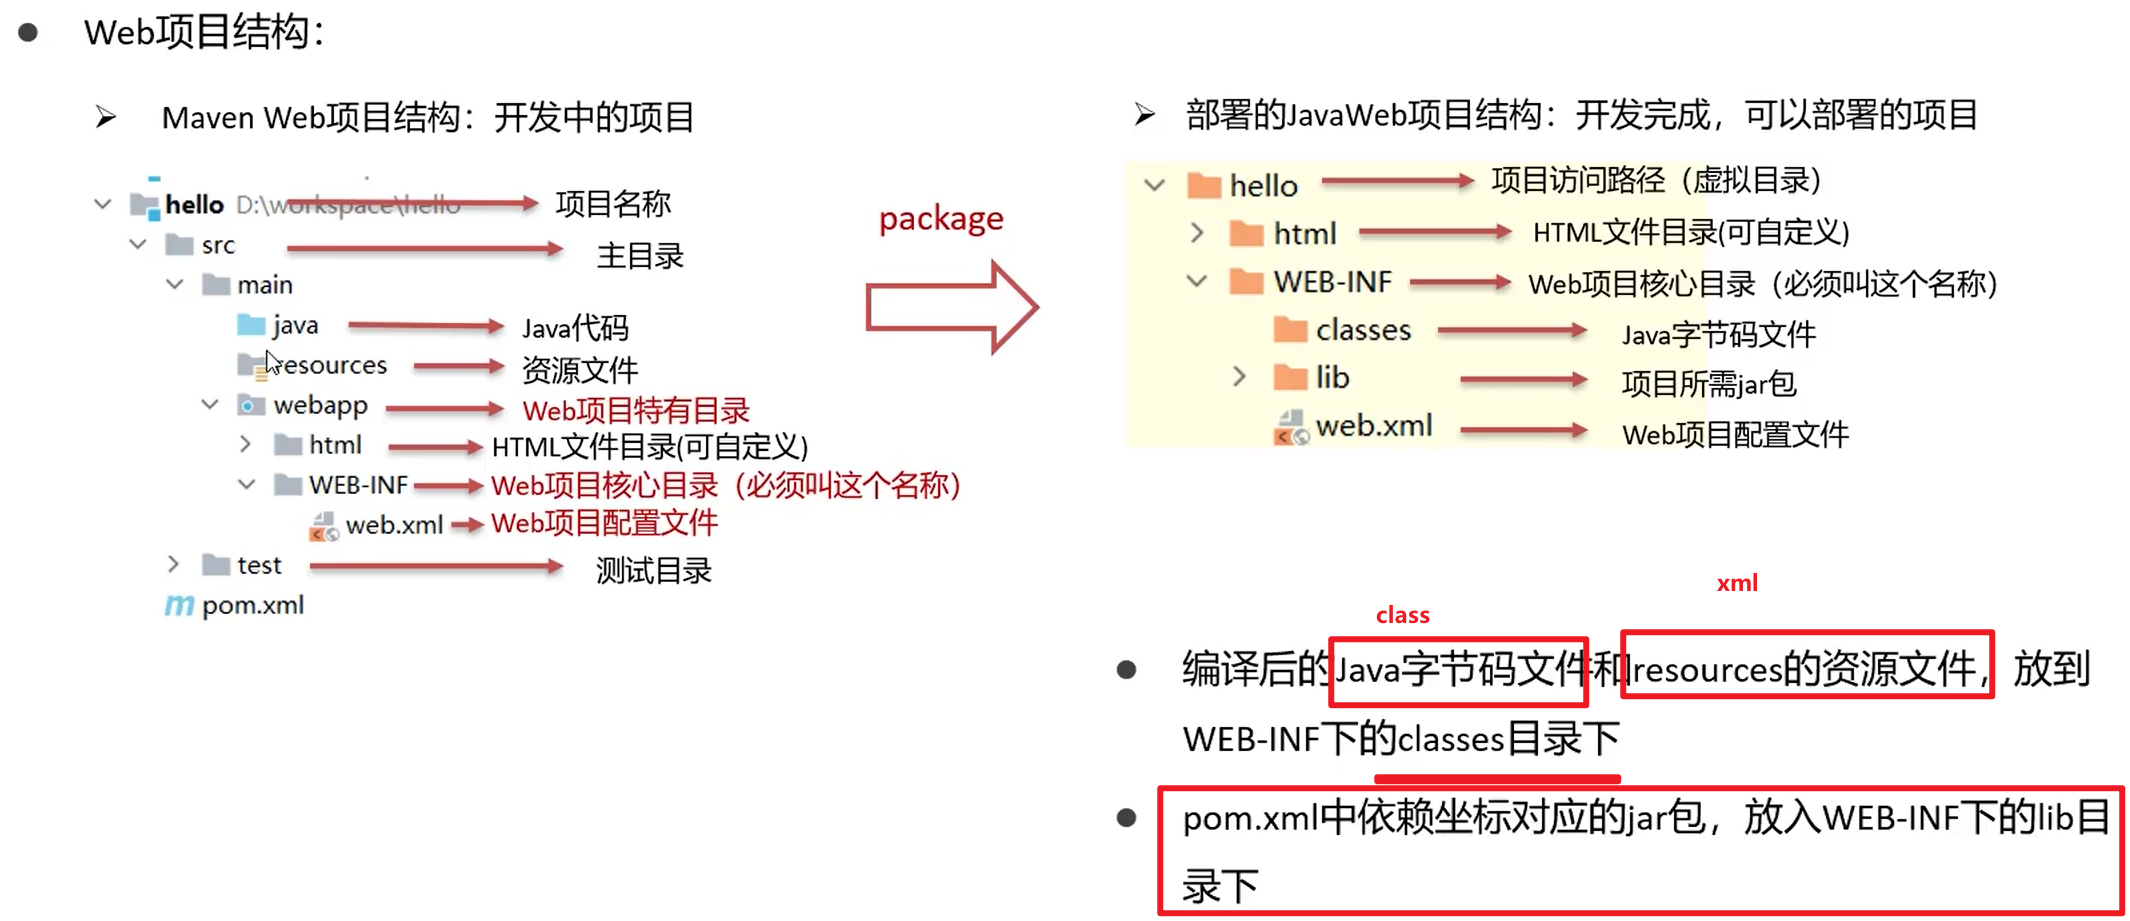 Web项目结构：
Maven Web项目结构：开发中的项目
hello D:\workspace\hello 项目名称
src 主目录
main
java Java代码
resources 资源文件
webapp Web项目特有目录
html HTML文件目录(可自定义)
WEB-INF Web项目核心目录（必须叫这个名称）
web.xml Web项目配置文件
test 测试目录
pom.xml
package
部署的JavaWeb项目结构：开发完成，可以部署的项目
hello 项目访问路径（虚拟目录）
html HTML文件目录(可自定义)
WEB-INF Web项目核心目录（必须叫这个名称）
classes Java字节码文件
lib 项目所需jar包
web.xml Web项目配置文件
xml
class
编译后的Java字节码文件和resources的资源文件，放到
WEB-INF下的classes目录下
pom.xml中依赖坐标对应的jar包，放入WEB-INF下的lib目
录下